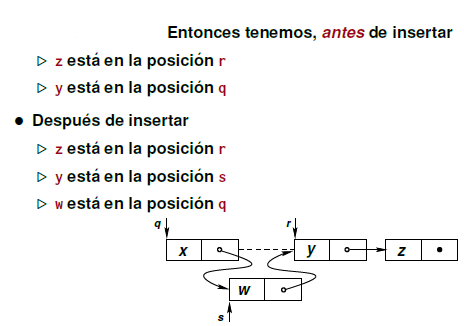 Entonces tenemos, antes de insertar
▷ z está en la posición r
▷ y está en la posición q
● Después de insertar
▷ z está en la posición r
▷ y está en la posición s
▷ w está en la posición q
q r
x y z
w
s